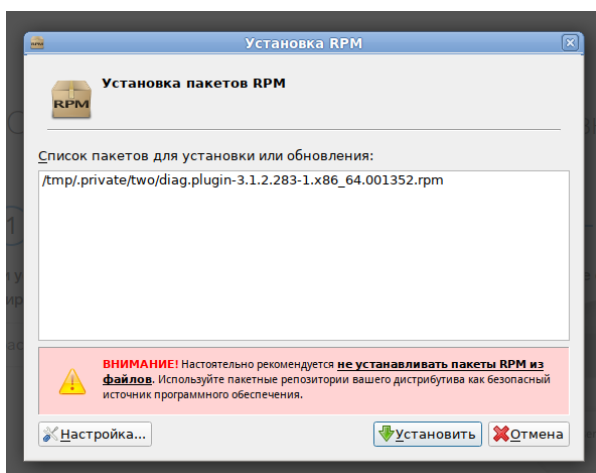 Установка RPM
RPM
Установка пакетов RPM
Список пакетов для установки или обновления:
/tmp/.private/two/diag.plugin-3.1.2.283-1.x86_64.001352.rpm
ВНИМАНИЕ! Настоятельно рекомендуется не устанавливать пакеты RPM из
файлов. Используйте пакетные репозитории вашего дистрибутива как безопасный
источник программного обеспечения.
Настройка...
Установить
Отмена